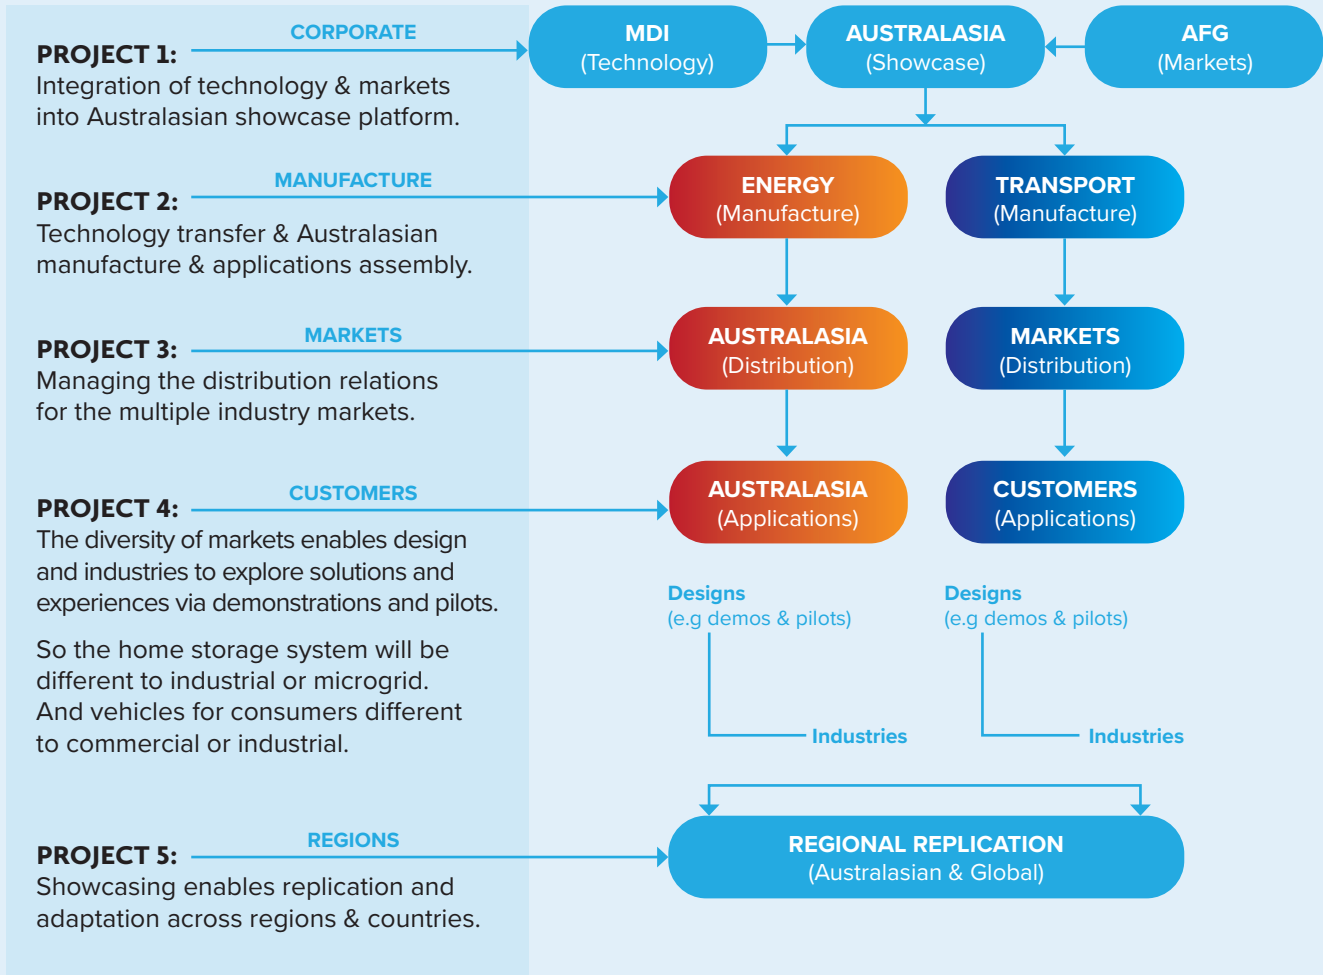 CORPORATE
PROJECT 1:
Integration of technology & markets
into Australasian showcase platform.
MDI
(Technology)
AUSTRALASIA
(Showcase)
AFG
(Markets)
MANUFACTURE
PROJECT 2:
Technology transfer & Australasian
manufacture & applications assembly.
ENERGY
(Manufacture)
TRANSPORT
(Manufacture)
MARKETS
PROJECT 3:
Managing the distribution relations
for the multiple industry markets.
AUSTRALASIA
(Distribution)
MARKETS
(Distribution)
CUSTOMERS
PROJECT 4:
The diversity of markets enables design
and industries to explore solutions and
experiences via demonstrations and pilots.
So the home storage system will be
different to industrial or microgrid.
And vehicles for consumers different
to commercial or industrial.
AUSTRALASIA
(Applications)
CUSTOMERS
(Applications)
Designs
(e.g demos & pilots)
Industries
Designs
(e.g demos & pilots)
Industries
REGIONS
PROJECT 5:
Showcasing enables replication and
adaptation across regions & countries.
REGIONAL REPLICATION
(Australasian & Global)